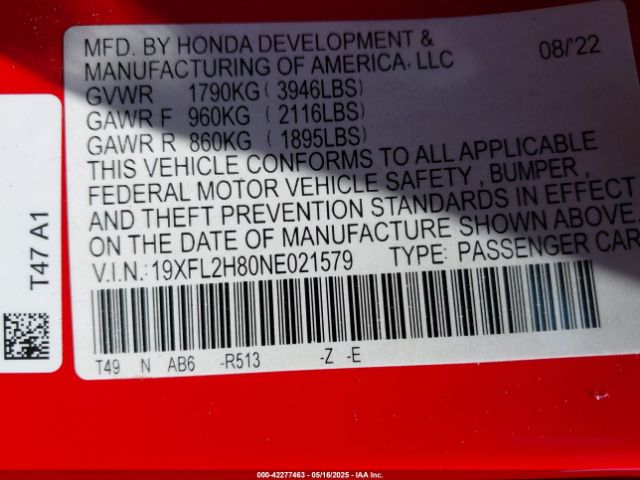 MFD. BY HONDA DEVELOPMENT &
MANUFACTURING OF AMERICA, LLC 08/'22
GVWR 1790KG ( 3946LBS)
GAWR F 960KG ( 2116LBS)
GAWR R 860KG ( 1895LBS)
THIS VEHICLE CONFORMS TO ALL APPLICABLE
FEDERAL MOTOR VEHICLE SAFETY , BUMPER ,
AND THEFT PREVENTION STANDARDS IN EFFECT
ON THE DATE OF MANUFACTURE SHOWN ABOVE.
V.I.N.: 19XFL2H80NE021579 TYPE: PASSENGER CAR
T49 N AB6 -R513 -Z -E
T47 A1
000-42277463 - 05/16/2025 - IAA Inc.